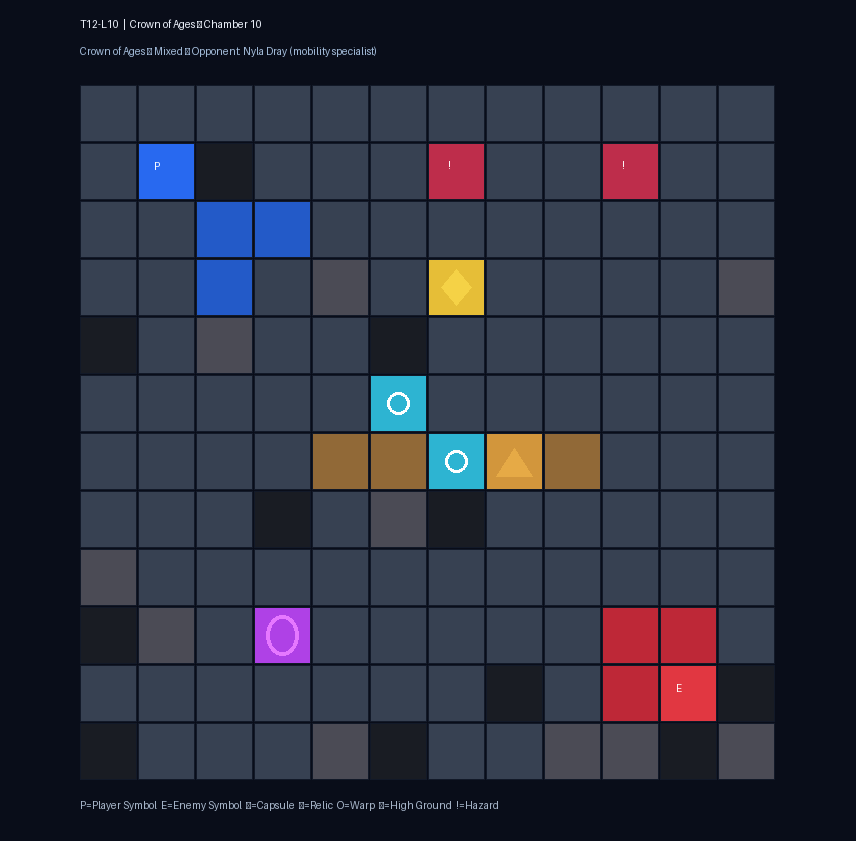 T12-L10 | Crown of Ages□Chamber 10
Crown of Ages□Mixed□Opponent: Nyla Dray (mobility specialist)
P
!
!
E
P=Player Symbol E=Enemy Symbol □=Capsule □=Relic O=Warp □=High Ground !=Hazard